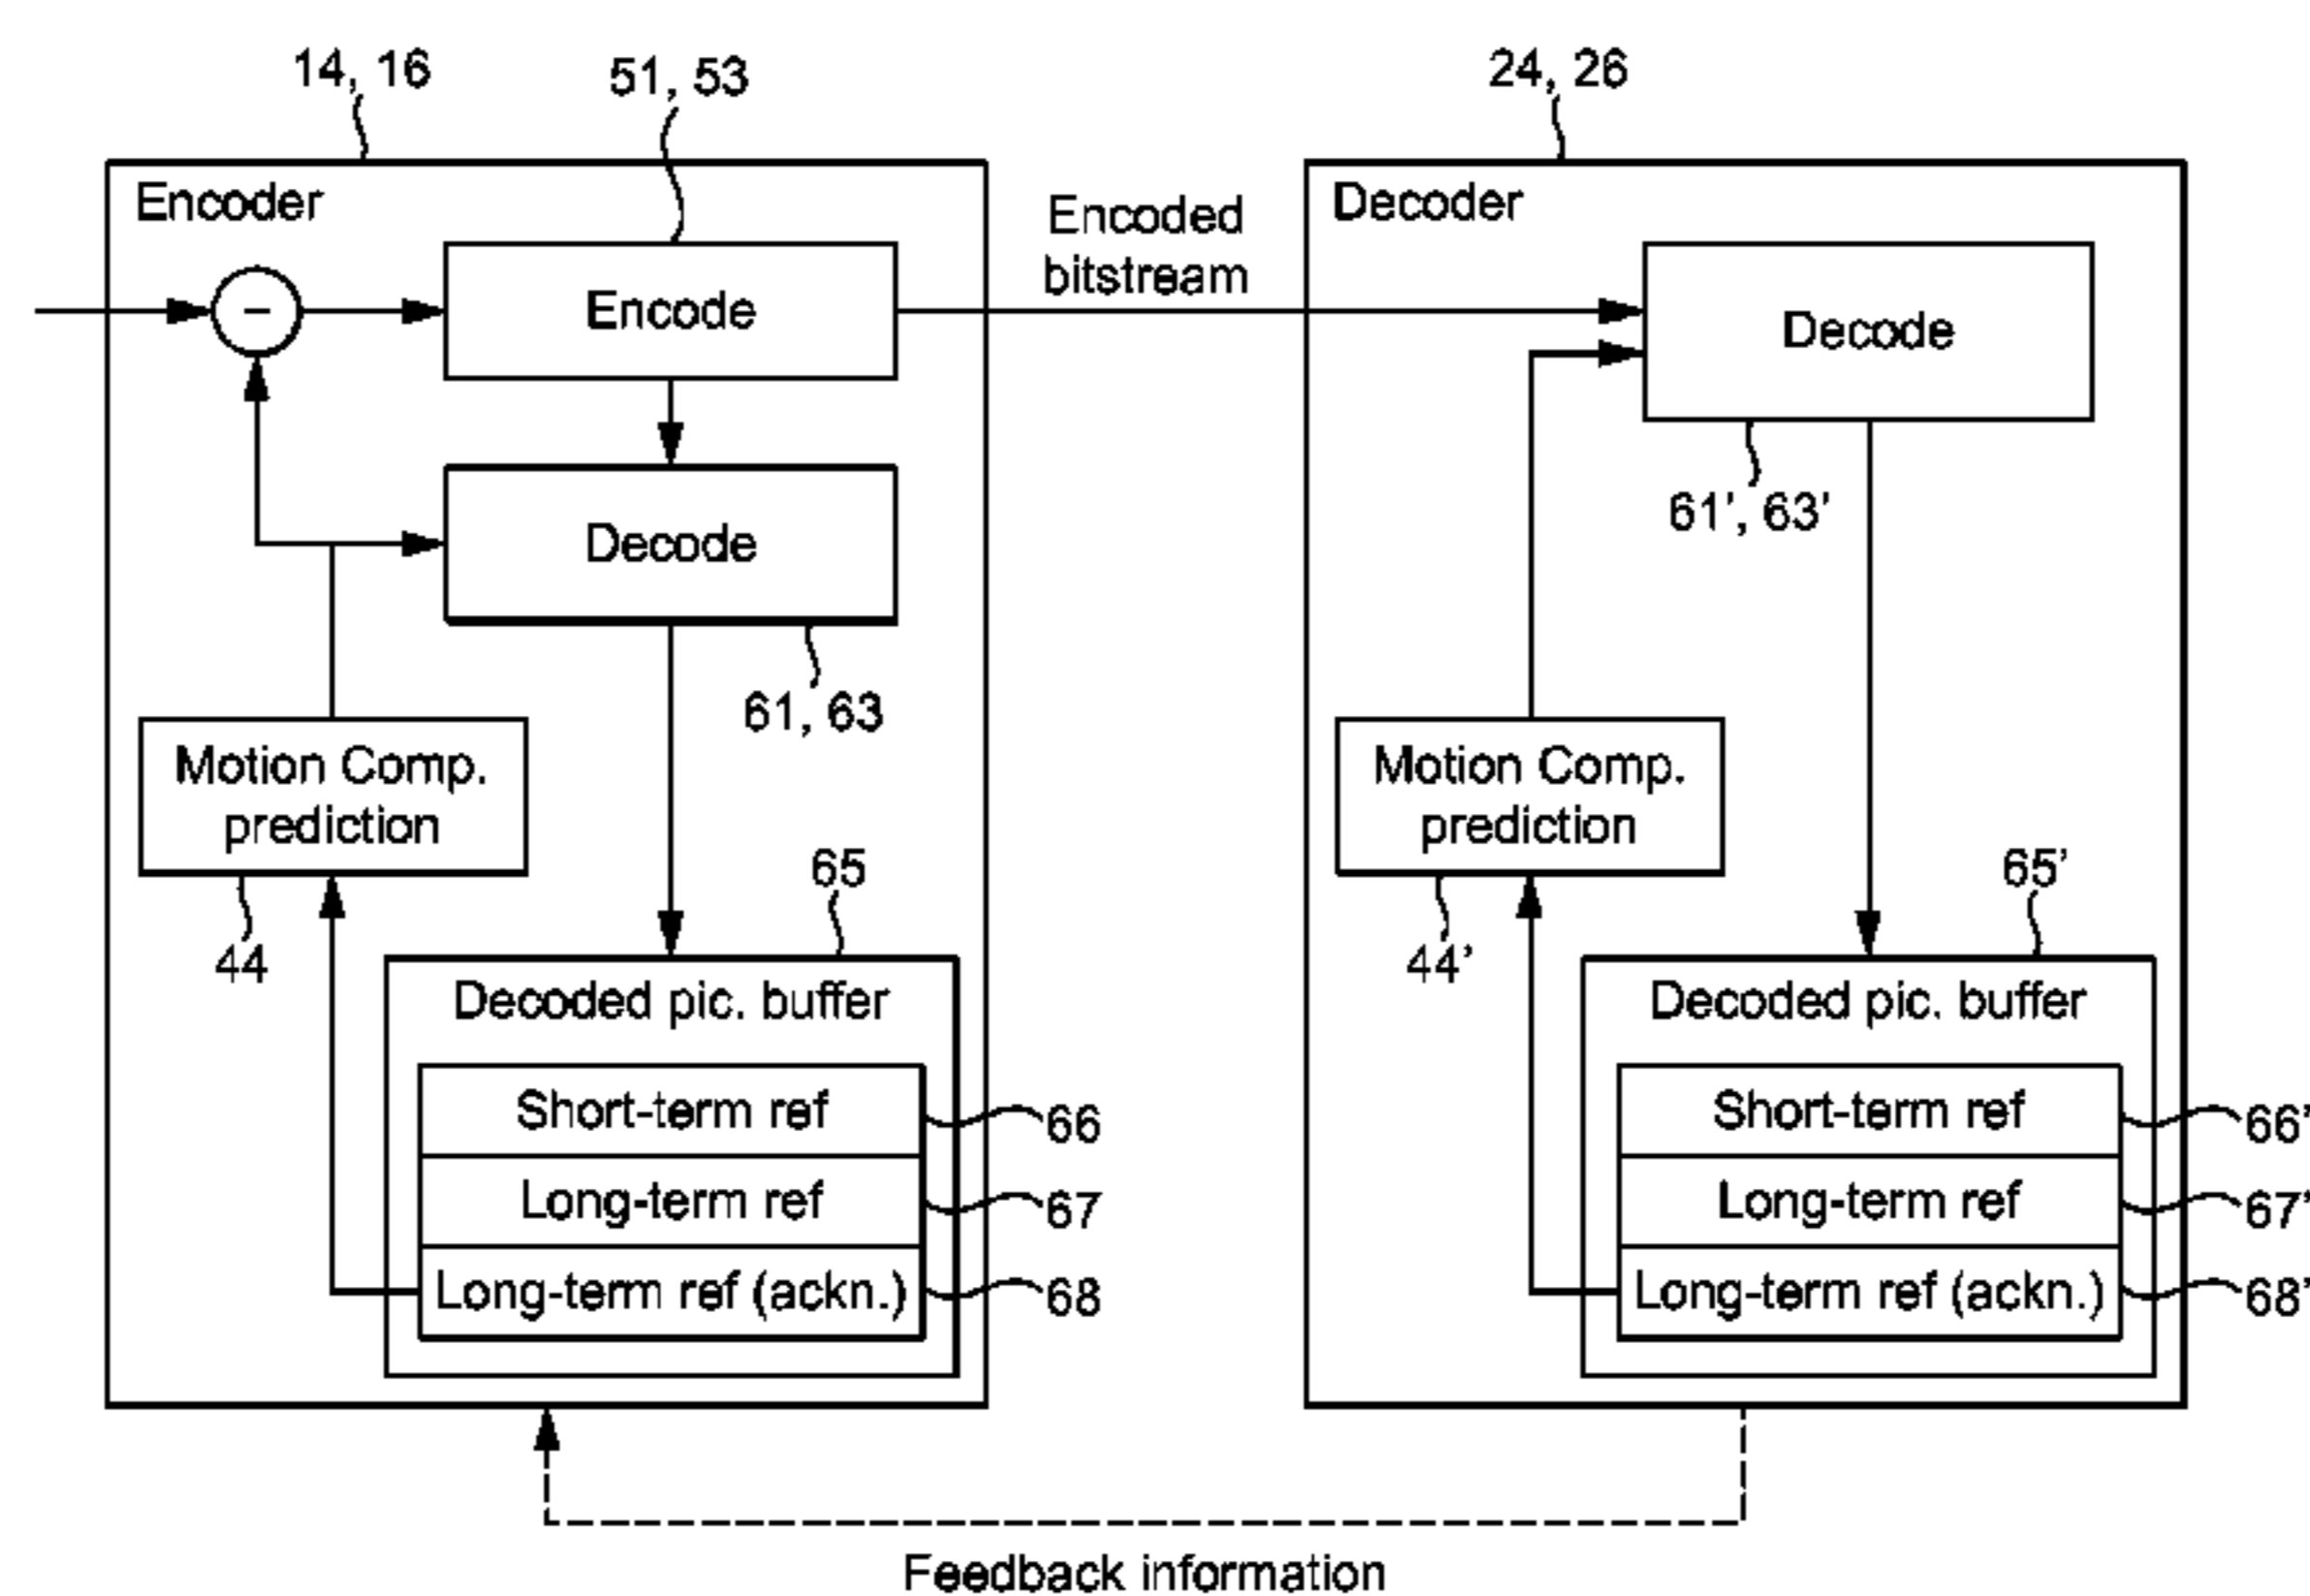 14, 16
51, 53
24, 26
Encoder
Encoded
bitstream
Decoder
-
Encode
Decode
Decode
61, 63
61’, 63’
Motion Comp.
prediction
Motion Comp.
prediction
44
65
44’
65’
Decoded pic. buffer
Decoded pic. buffer
Short-term ref
66
Short-term ref
66’
Long-term ref
67
Long-term ref
67’
Long-term ref (ackn.)
68
Long-term ref (ackn.)
68’
Feedback information